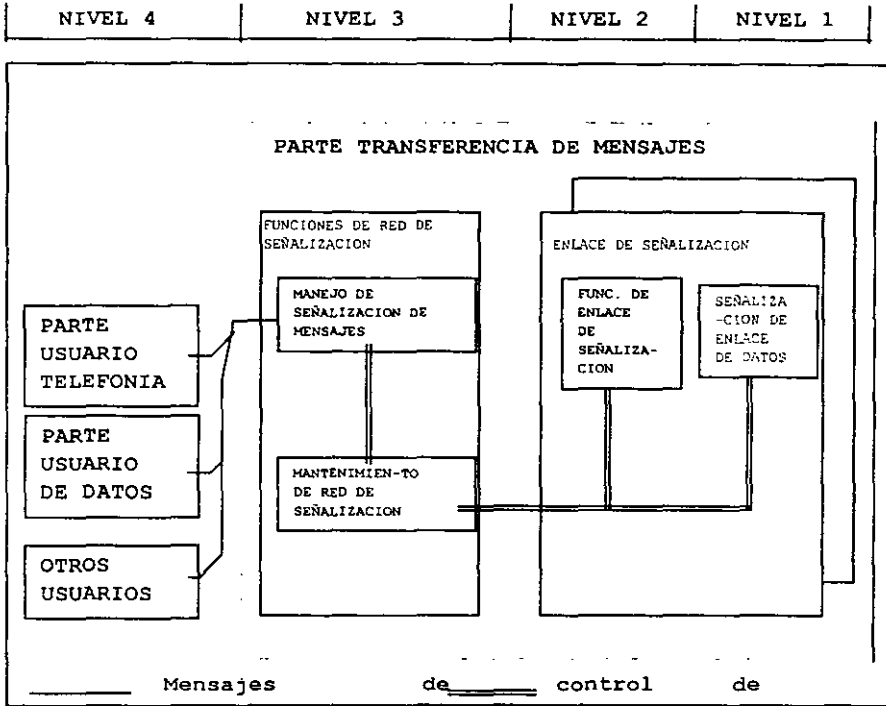 NIVEL 4 NIVEL 3 NIVEL 2 NIVEL 1
PARTE TRANSFERENCIA DE MENSAJES
FUNCIONES DE RED DE
SEÑALIZACION
MANEJO DE
SEÑALIZACION DE
MENSAJES
MANTENIMIEN-TO
DE RED DE
SEÑALIZACION
ENLACE DE SEÑALIZACION
FUNC. DE
ENLACE
DE
SEÑALIZA-
CION
SEÑALIZA
-CION DE
ENLACE
DE DATOS
PARTE
USUARIO
TELEFONIA
PARTE
USUARIO
DE DATOS
OTROS
USUARIOS
Mensajes de control de